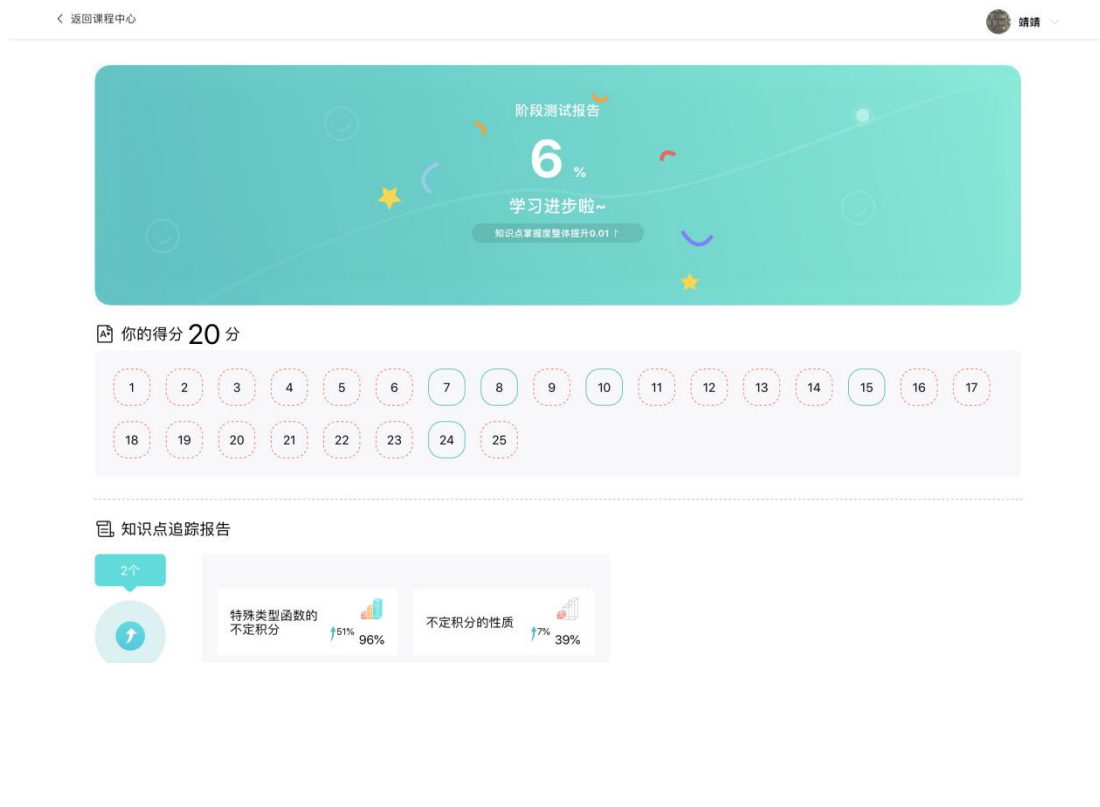 返回课程中心
靖靖
阶段测试报告
6 %
学习进步啦~
知识点掌握度整体提升0.01↑
你的得分 20 分
1 2 3 4 5 6 7 8 9 10 11 12 13 14 15 16 17
18 19 20 21 22 23 24 25
知识点追踪报告
2个
特殊类型函数的
不定积分
51% 96%
不定积分的性质
7% 39%